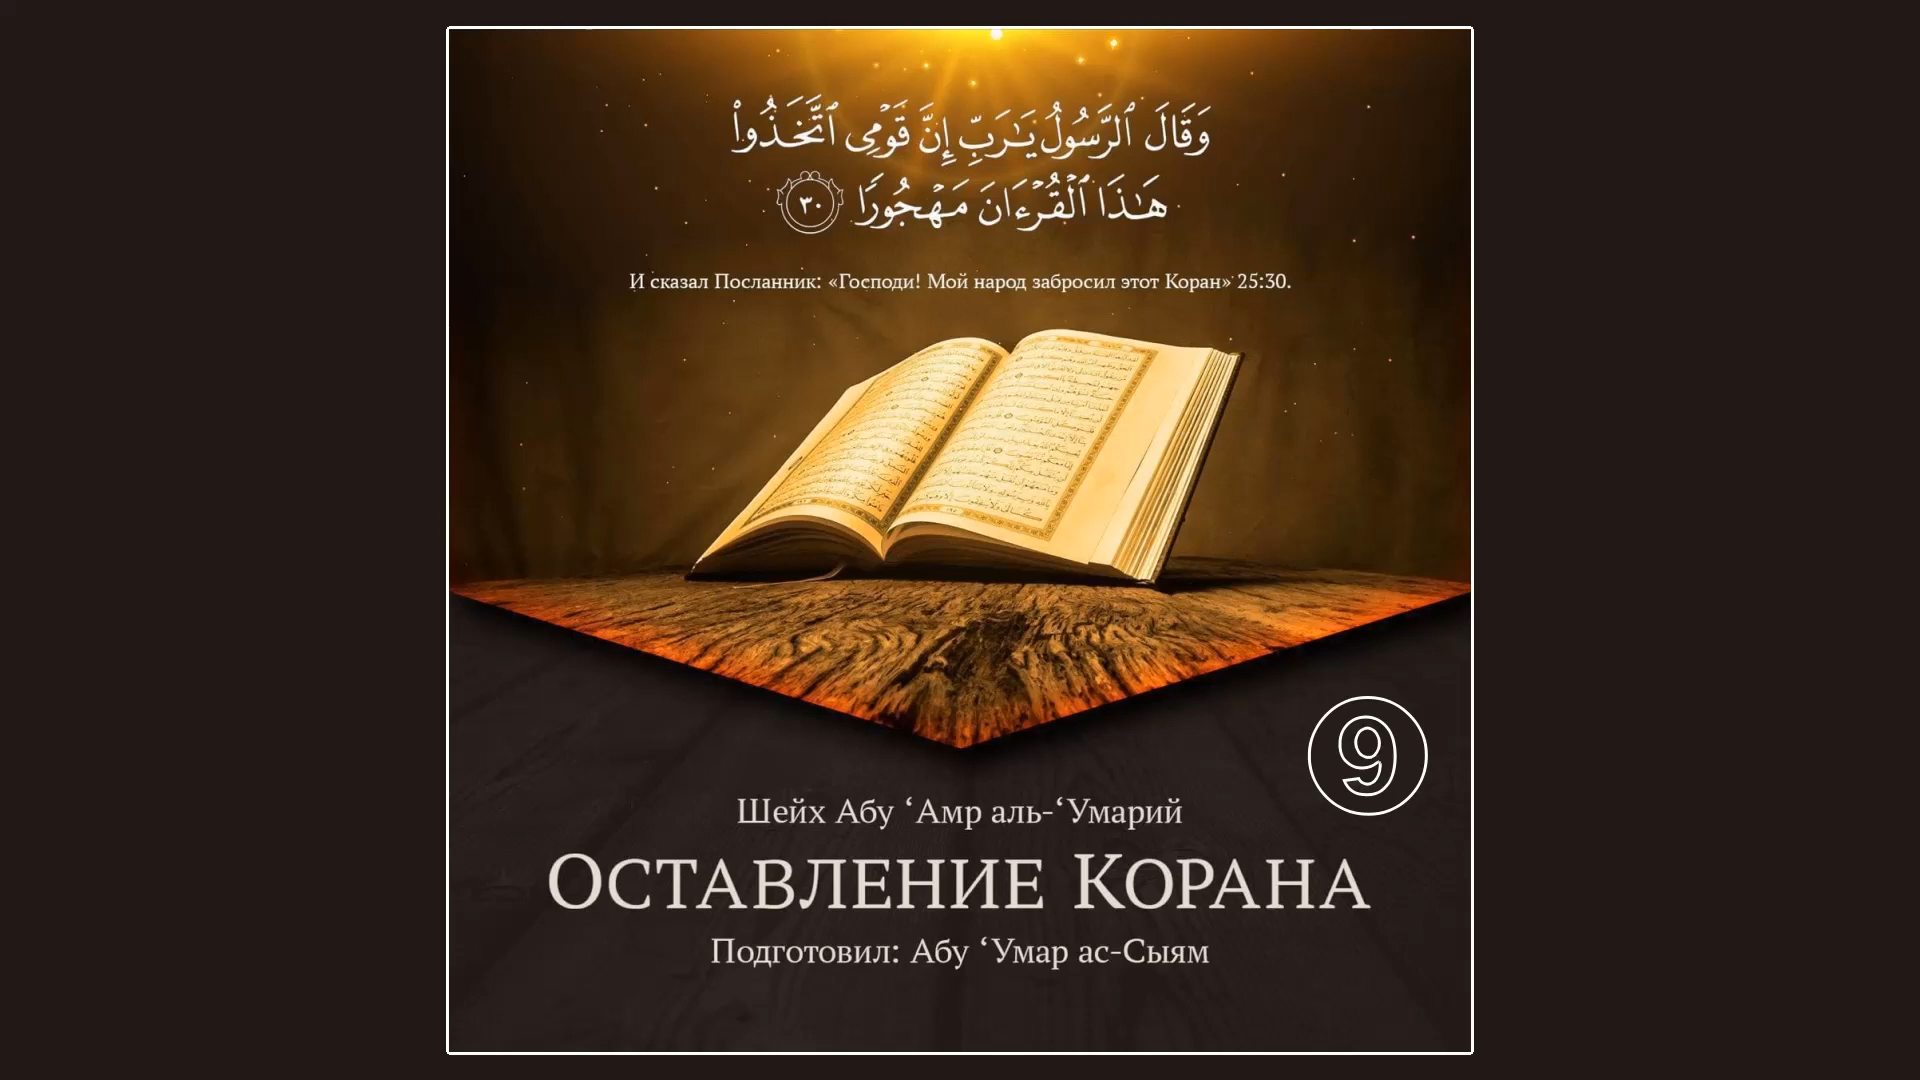 وَقَالَ ٱلرَّسُولُ يَـٰرَبِّ إِنَّ قَوۡمِی ٱتَّخَذُوا۟
هَـٰذَا ٱلۡقُرۡءَانَ مَهۡجُورࣰا ٣٠
И сказал Посланник: «Господи! Мой народ забросил этот Коран» 25:30.
9
Шейх Абу ‘Амр аль-‘Умарий
Оставление Корана
Подготовил: Абу ‘Умар ас-Сыям